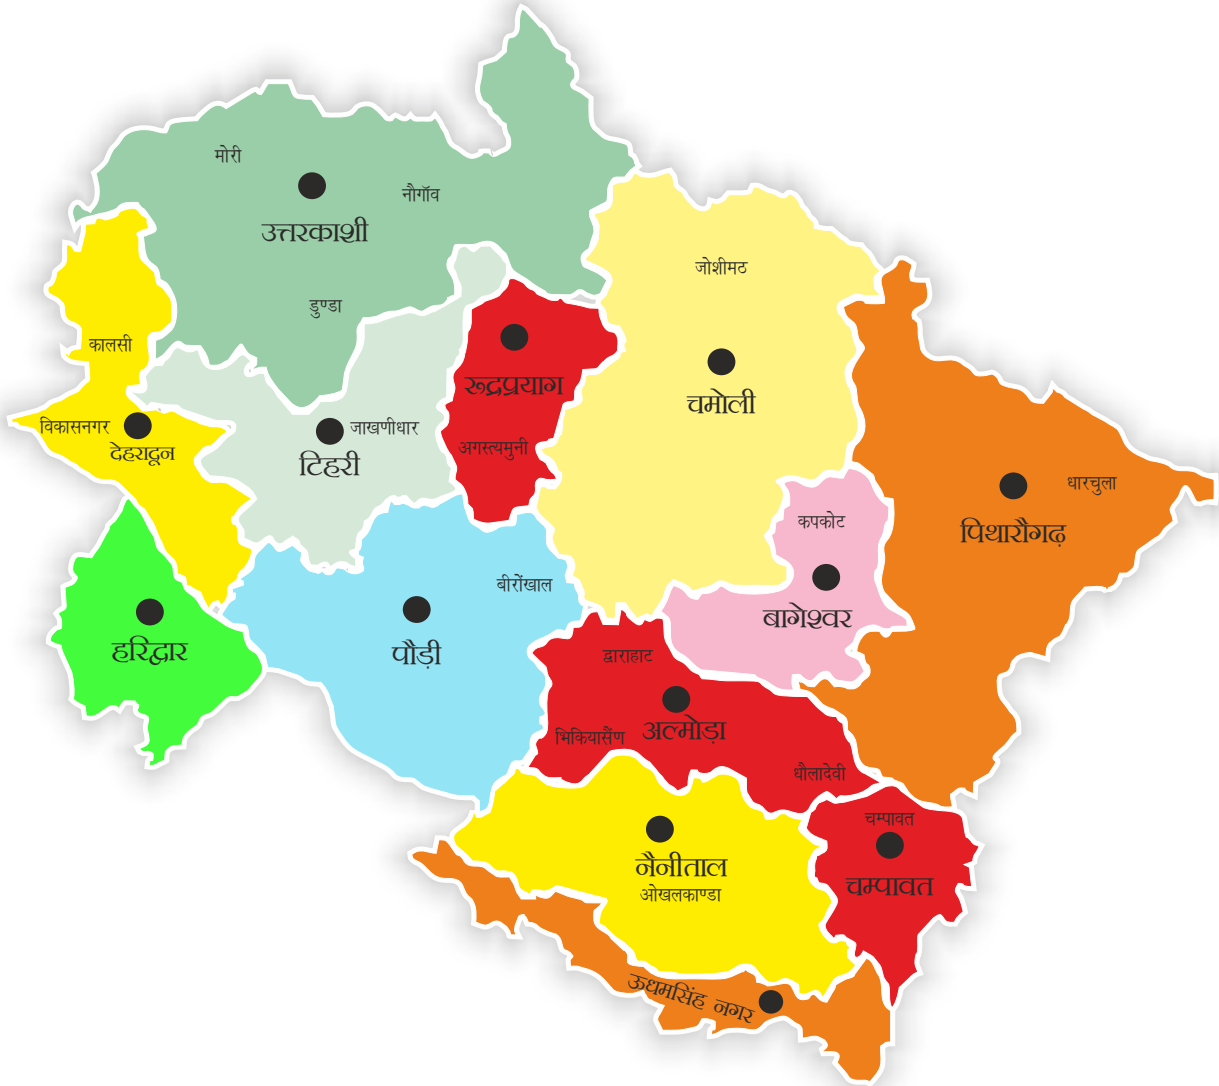 मोरी
नौगॉव
उत्तरकाशी
जोशीमठ
डुण्डा
कालसी
रूद्रप्रयाग
चमोली
विकासनगर
जाखणीधार
देहरादून
अगस्त्यमुनी
टिहरी
धारचुला
कपकोट
पिथारौगढ़
बीरोंखाल
बागेश्वर
हरिद्वार
पौड़ी
द्वाराहाट
अल्मोड़ा
भिकियासैंण
धौलादेवी
चम्पावत
नैनीताल
चम्पावत
ओखलकाण्डा
ऊधमसिंह नगर